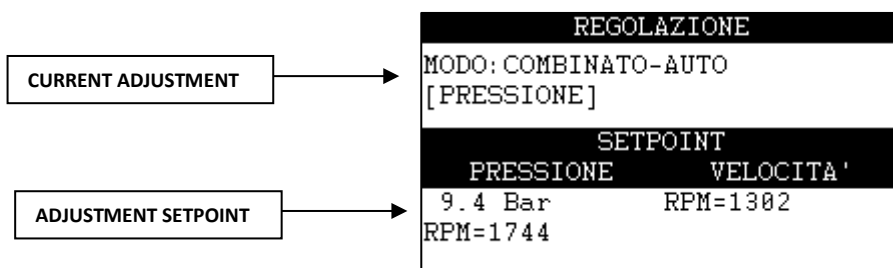 REGOLAZIONE
CURRENT ADJUSTMENT
MODO:COMBINATO-AUTO
[PRESSIONE]
SETPOINT
PRESSIONE VELOCITA'
ADJUSTMENT SETPOINT
9.4 Bar RPM=1302
RPM=1744